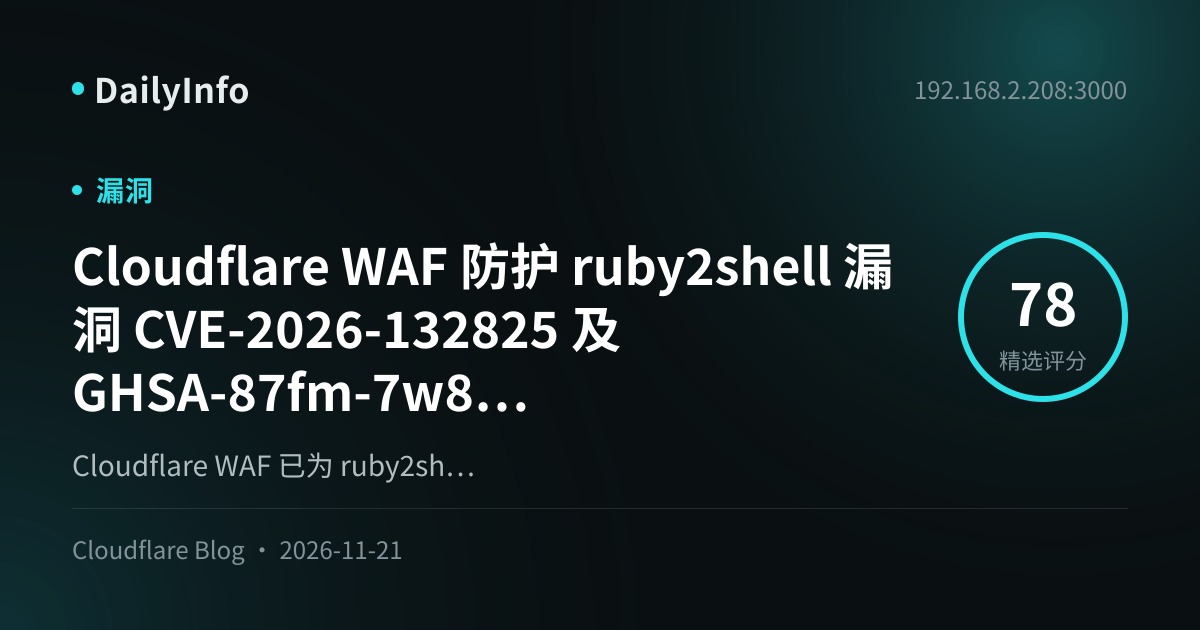 DailyInfo
192.168.2.208:3000
漏洞
Cloudflare WAF 防护 ruby2shell 漏
洞 CVE-2026-132825 及
GHSA-87fm-7w8…
78
精选评分
Cloudflare WAF 已为 ruby2sh…
Cloudflare Blog · 2026-11-21